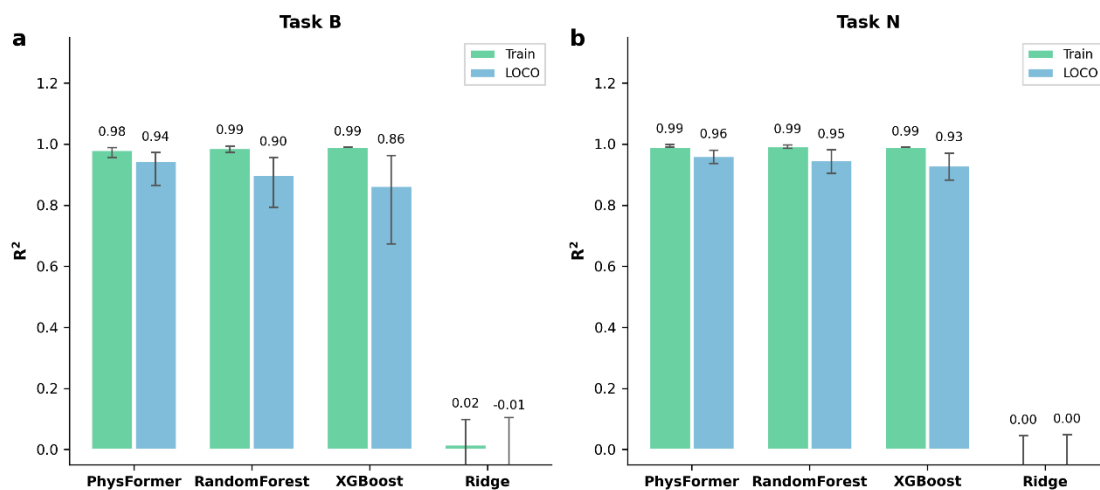 Task B
a
Train
LOCO
R²
1.2
1.0
0.8
0.6
0.4
0.2
0.0
0.98
0.94
0.99
0.90
0.99
0.86
0.02
-0.01
PhysFormer
RandomForest
XGBoost
Ridge
Task N
b
Train
LOCO
R²
1.2
1.0
0.8
0.6
0.4
0.2
0.0
0.99
0.96
0.99
0.95
0.99
0.93
0.00
0.00
PhysFormer
RandomForest
XGBoost
Ridge